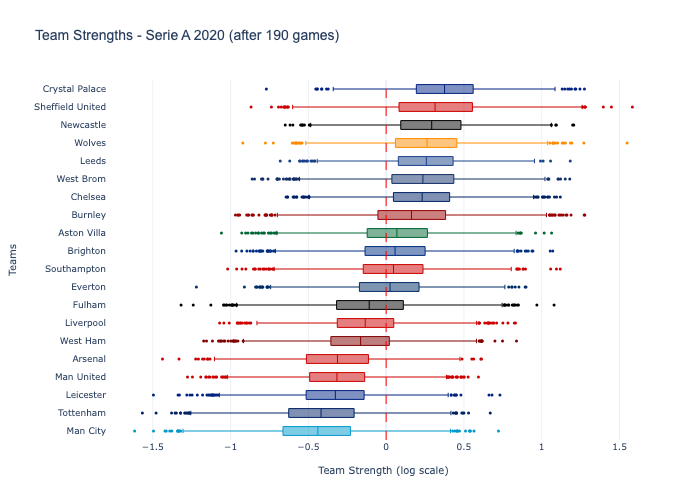 Team Strengths - Serie A 2020 (after 190 games)
Crystal Palace
Sheffield United
Newcastle
Wolves
Leeds
West Brom
Chelsea
Burnley
Aston Villa
Brighton
Southampton
Everton
Fulham
Liverpool
West Ham
Arsenal
Man United
Leicester
Tottenham
Man City
Teams
−1.5 −1 −0.5 0 0.5 1 1.5
Team Strength (log scale)